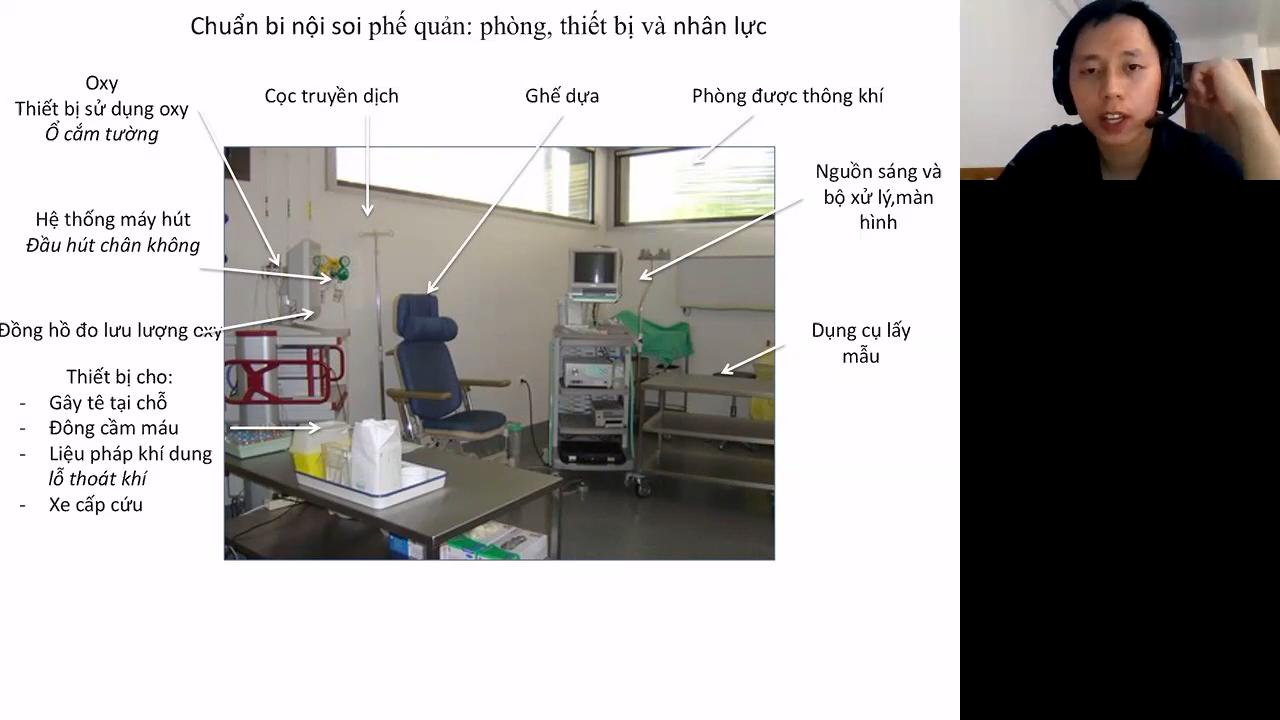 Chuẩn bi nội soi phế quản: phòng, thiết bị và nhân lực
Oxy
Thiết bị sử dụng oxy
Ổ cắm tường
Cọc truyền dịch
Ghế dựa
Phòng được thông khí
Nguồn sáng và
bộ xử lý,màn
hình
Hệ thống máy hút
Đầu hút chân không
Đồng hồ đo lưu lượng oxy
Dụng cụ lấy
mẫu
Thiết bị cho:
- Gây tê tại chỗ
- Đông cầm máu
- Liệu pháp khí dung
lỗ thoát khí
- Xe cấp cứu